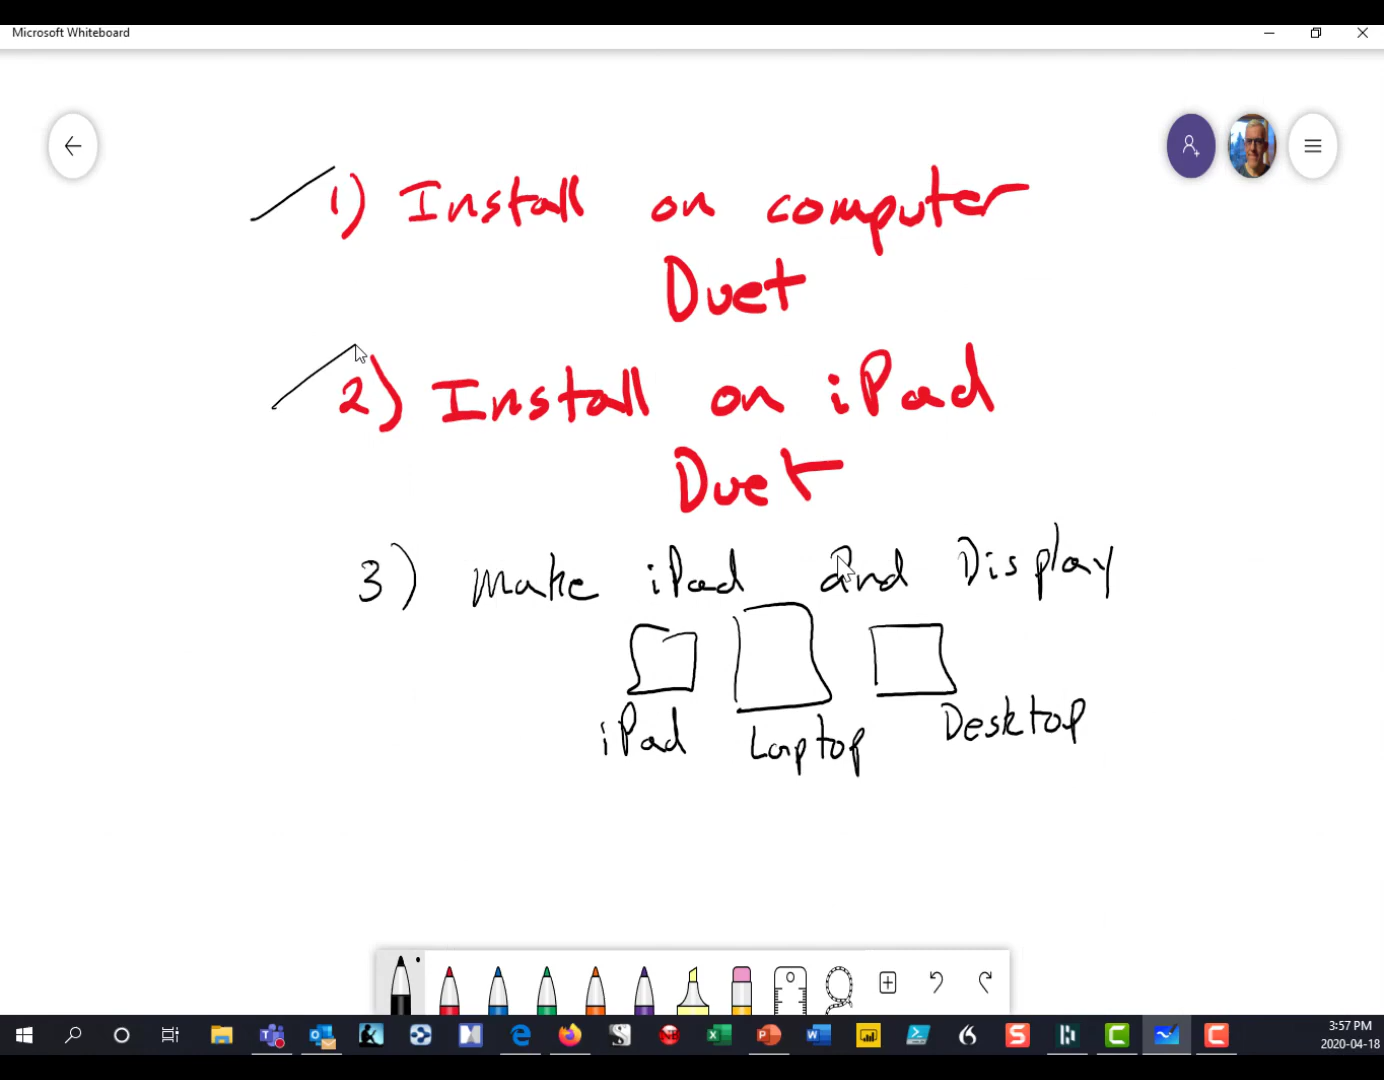 Microsoft Whiteboard
1) Install on computer
Duet
2) Install on iPad
Duet
3) Make iPad 2nd Display
iPad Laptop Desktop
3:57 PM
2020-04-18